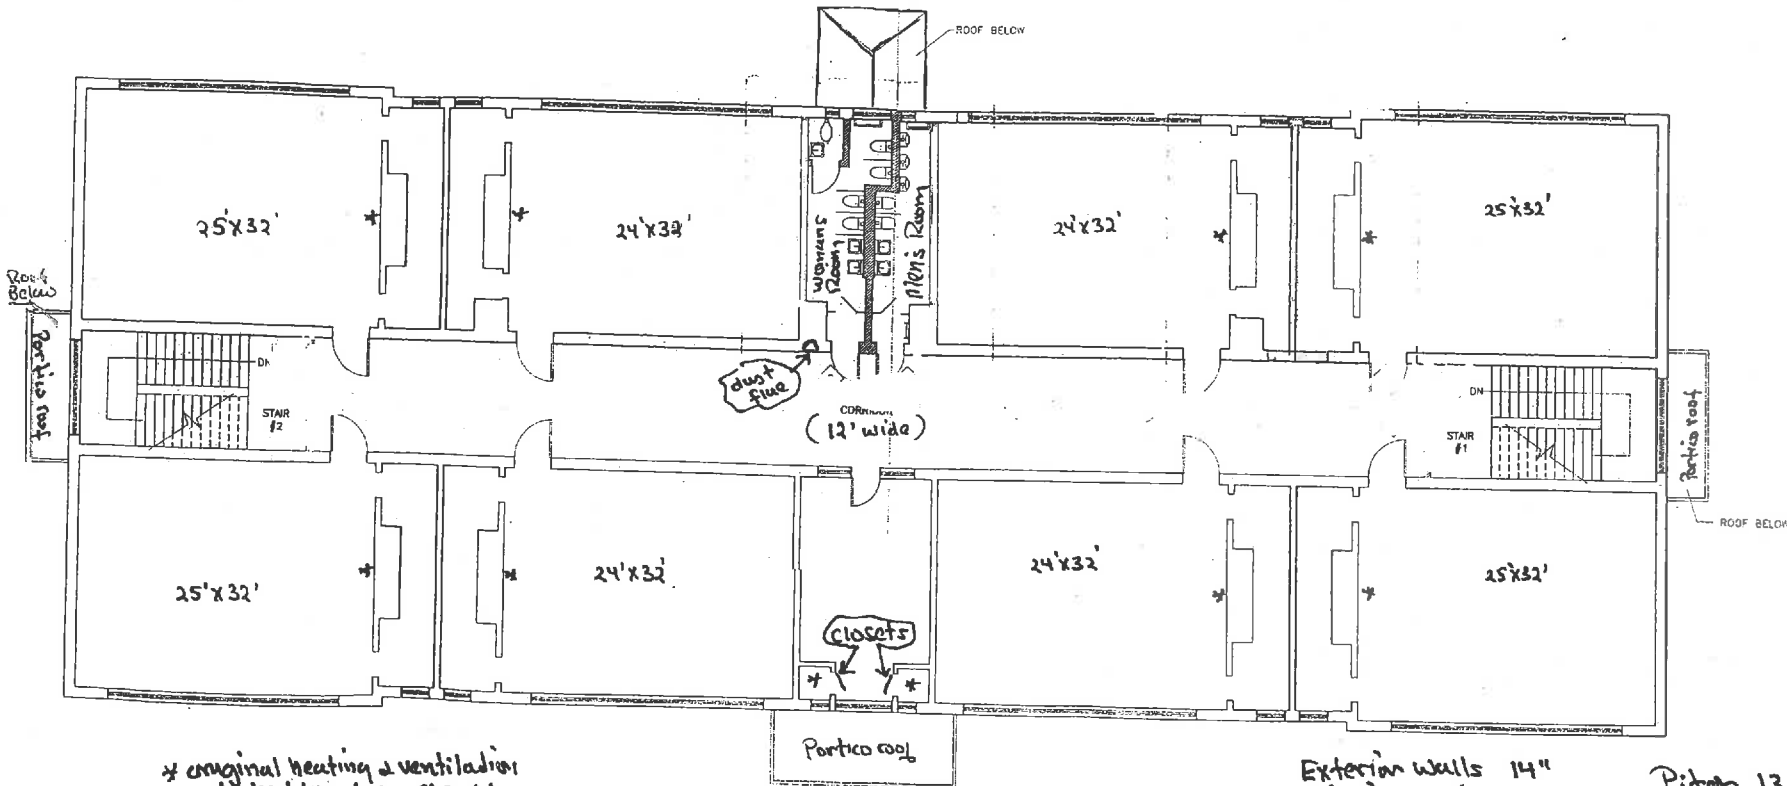 ROOF BELOW
25'X32'
24'X32'
Womens
Room
Men's Room
24'X32'
25'X32'
Roof
Below
Portico roof
DN
STAIR
#2
dust
flue
CORRIDOR
(12' wide)
DN
STAIR
#1
Portico roof
ROOF BELOW
25'X32'
24'X32'
closets
24'X32'
25'X32'
Portico roof
* original heating & ventilation
Exterior Walls 14"